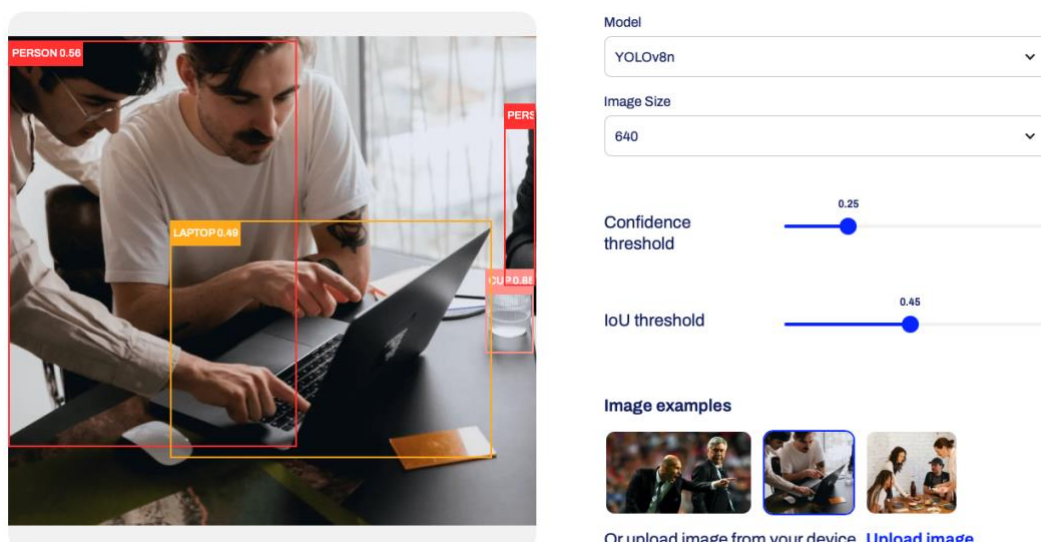 PERSON 0.56
PERS
LAPTOP 0.49
CUP 0.88
Model
YOLOv8n
Image Size
640
Confidence
threshold
0.25
IoU threshold
0.45
Image examples
Or upload image from your device Upload image